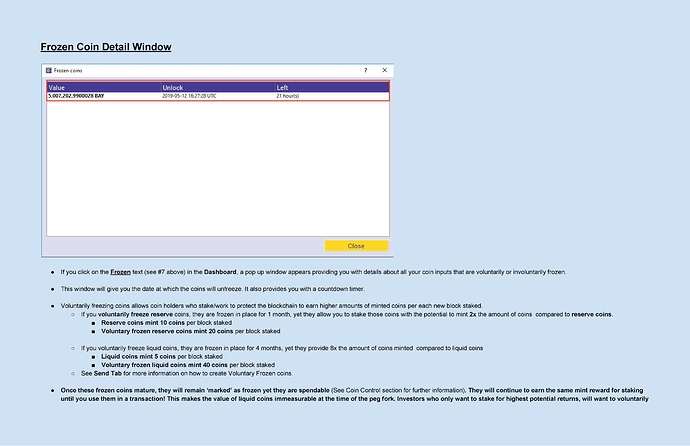 Frozen Coin Detail Window
Frozen coins ? ×
Value Unlock Left
5,007,202.9900028 BAY 2019-05-12 16:27:28 UTC 21 hour(s)
Close
● If you click on the Frozen text (see #7 above) in the Dashboard, a pop up window appears providing you with details about all your coin inputs that are voluntarily or involuntarily frozen.
● This window will give you the date at which the coins will unfreeze. It also provides you with a countdown timer.
● Voluntarily freezing coins allows coin holders who stake/work to protect the blockchain to earn higher amounts of minted coins per each new block staked.
○ If you voluntarily freeze reserve coins, they are frozen in place for 1 month, yet they allow you to stake those coins with the potential to mint 2x the amount of coins compared to reserve coins.
■ Reserve coins mint 10 coins per block staked
■ Voluntary frozen reserve coins mint 20 coins per block staked
○ If you voluntarily freeze liquid coins, they are frozen in place for 4 months, yet they provide 8x the amount of coins minted compared to liquid coins
■ Liquid coins mint 5 coins per block staked
■ Voluntary frozen liquid coins mint 40 coins per block staked
○ See Send Tab for more information on how to create Voluntary Frozen coins.
● Once these frozen coins mature, they will remain 'marked' as frozen yet they are spendable (See Coin Control section for further information). They will continue to earn the same mint reward for staking
until you use them in a transaction! This makes the value of liquid coins immeasurable at the time of the peg fork. Investors who only want to stake for highest potential returns, will want to voluntarily